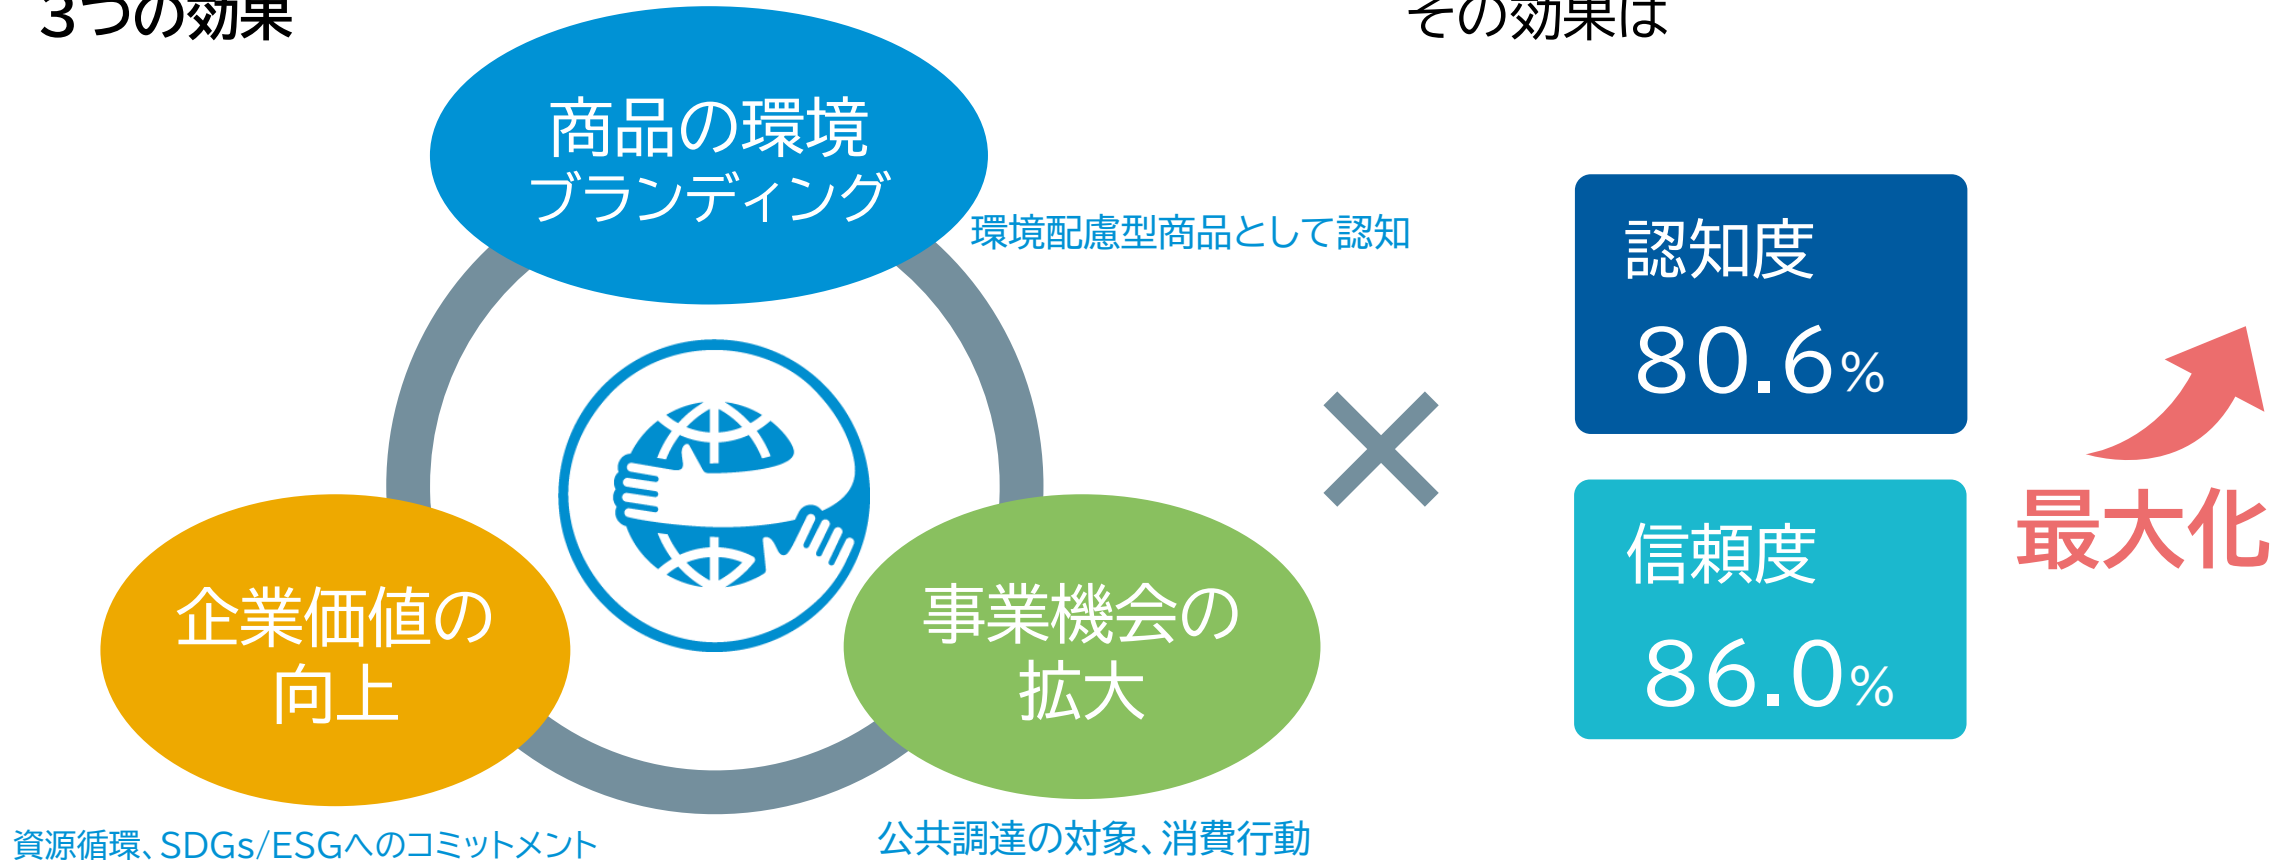 3つの効果
商品の環境
ブランディング
環境配慮型商品として認知
企業価値の
向上
資源循環、SDGs/ESGへのコミットメント
事業機会の
拡大
公共調達の対象、消費行動
×
その効果は
認知度
80.6%
信頼度
86.0%
最大化